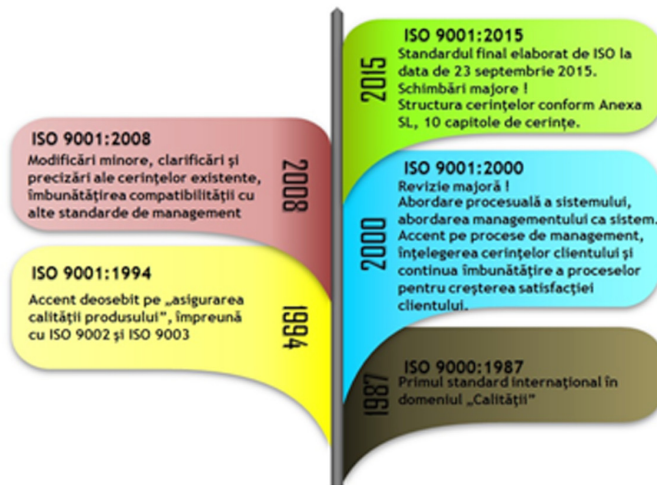 ISO 9001:2015
Standardul final elaborat de ISO la
data de 23 septembrie 2015.
Schimbări majore !
Structura cerințelor conform Anexa
SL, 10 capitole de cerințe.
2015
ISO 9001:2008
Modificări minore, clarificări și
precizări ale cerințelor existente,
îmbunătățirea compatibilității cu
alte standarde de management
2008
ISO 9001:2000
Revizie majoră !
Abordare procesuală a sistemului,
abordarea managementului ca sistem.
Accent pe procese de management,
înțelegerea cerințelor clientului și
continua îmbunătățire a proceselor
pentru creșterea satisfacției
clientului.
2000
ISO 9001:1994
Accent deosebit pe „asigurarea
calității produsului”, împreună
cu ISO 9002 și ISO 9003
1994
ISO 9000:1987
Primul standard internațional în
domeniul „Calității”
1987